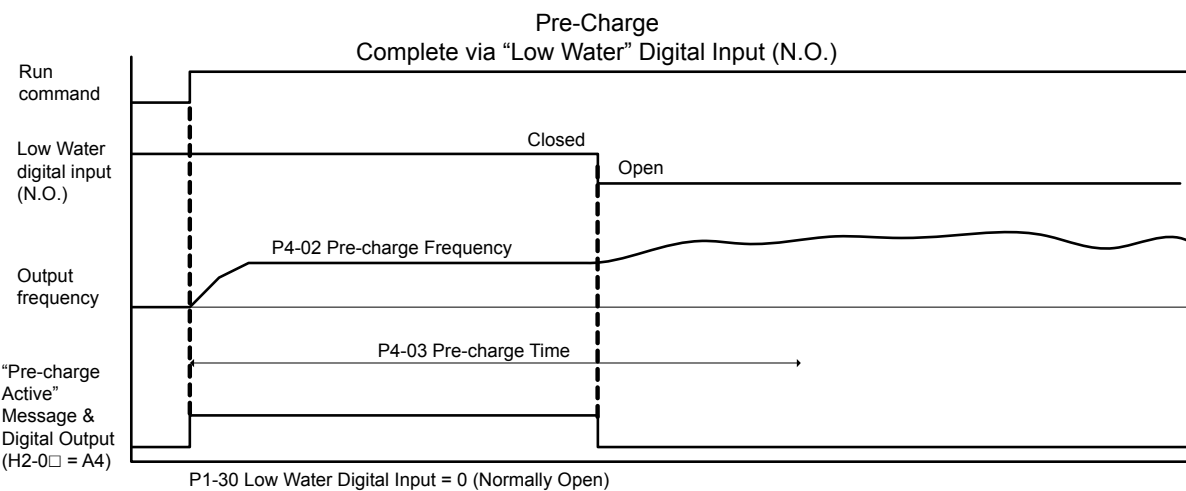 Pre-Charge
Complete via “Low Water” Digital Input (N.O.)
Run
command
Closed
Low Water
digital input
(N.O.)
Open
P4-02 Pre-charge Frequency
Output
frequency
P4-03 Pre-charge Time
“Pre-charge
Active”
Message &
Digital Output
(H2-0□ = A4)
P1-30 Low Water Digital Input = 0 (Normally Open)